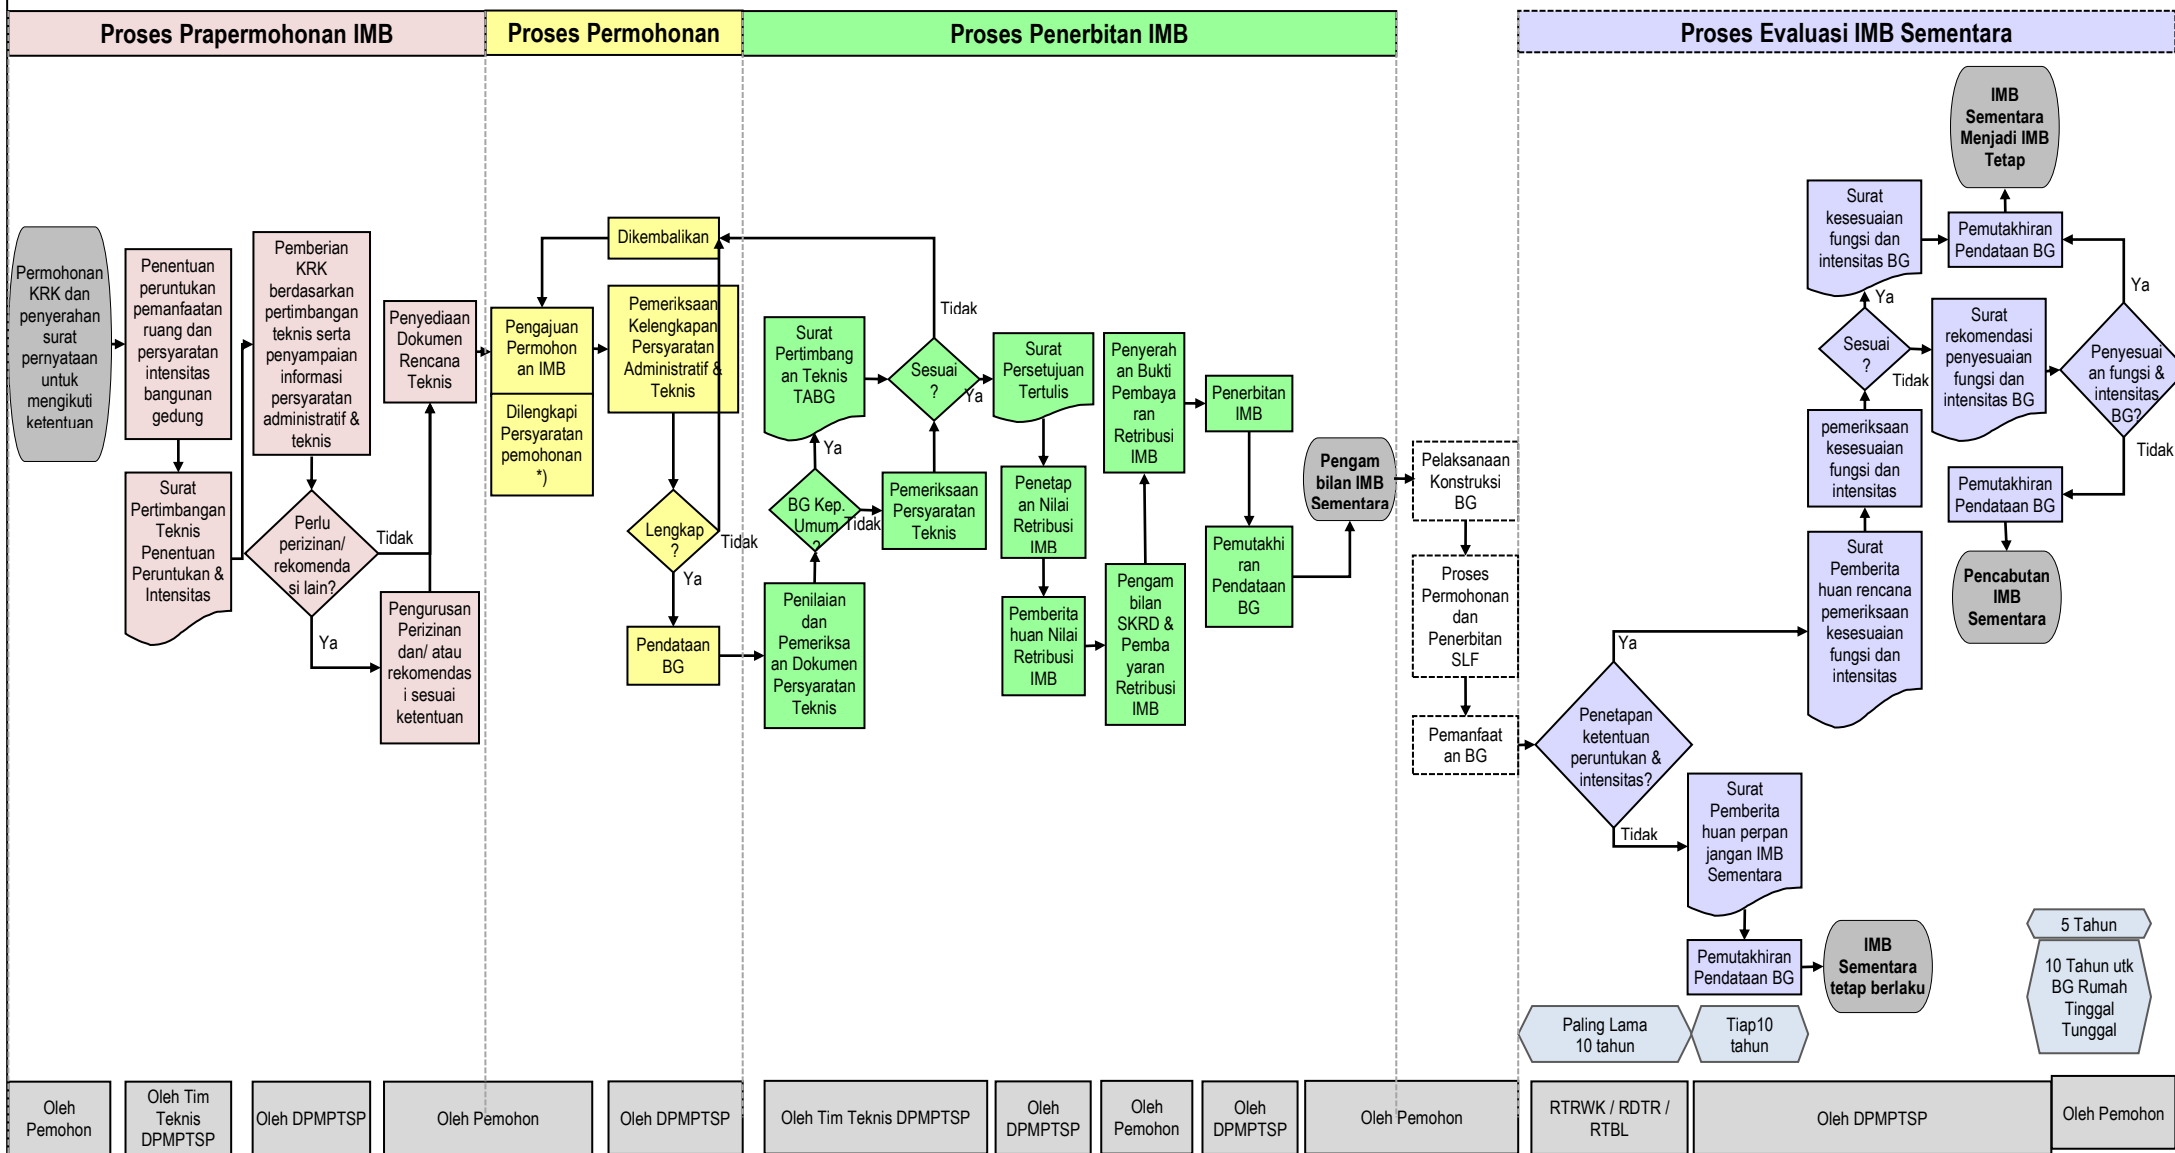 Proses Prapermohonan IMB
Proses Permohonan
Proses Penerbitan IMB
Proses Evaluasi IMB Sementara
Permohonan
KRK dan
penyerahan
surat
pernyataan
untuk
mengikuti
ketentuan
Penentuan
peruntukan
pemanfaatan
ruang dan
persyaratan
intensitas
bangunan
gedung
Surat
Pertimbangan
Teknis
Penentuan
Peruntukan &
Intensitas
Pemberian
KRK
berdasarkan
pertimbangan
teknis serta
penyampaian
informasi
persyaratan
administratif &
teknis
Perlu
perizinan/
rekomenda
si lain?
Tidak
Ya
Penyediaan
Dokumen
Rencana
Teknis
Pengurusan
Perizinan
dan/ atau
rekomendas
i sesuai
ketentuan
Pengajuan
Permohon
an IMB
Dilengkapi
Persyaratan
pemohonan
*)
Dikembalikan
Pemeriksaan
Kelengkapan
Persyaratan
Administratif &
Teknis
Lengkap
?
Tidak
Ya
Pendataan
BG
Surat
Pertimbang
an Teknis
TABG
Ya
BG Kep.
Umum
?
Tidak
Penilaian
dan
Pemeriksa
an Dokumen
Persyaratan
Teknis
Tidak
Sesuai
?
Ya
Pemeriksaan
Persyaratan
Teknis
Surat
Persetujuan
Tertulis
Penetap
an Nilai
Retribusi
IMB
Pemberita
huan Nilai
Retribusi
IMB
Penyerah
an Bukti
Pembaya
ran
Retribusi
IMB
Pengam
bilan
SKRD &
Pemba
yaran
Retribusi
IMB
Penerbitan
IMB
Pemutakhi
ran
Pendataan
BG
Pengam
bilan IMB
Sementara
Pelaksanaan
Konstruksi
BG
Proses
Permohonan
dan
Penerbitan
SLF
Pemanfaat
an BG
Penetapan
ketentuan
peruntukan &
intensitas?
Ya
Tidak
Surat
Pemberita
huan perpan
jangan IMB
Sementara
Pemutakhiran
Pendataan BG
IMB
Sementara
tetap berlaku
Surat
Pemberita
huan rencana
pemeriksaan
kesesuaian
fungsi dan
intensitas
pemeriksaan
kesesuaian
fungsi dan
intensitas
Sesuai
?
Ya
Tidak
Surat
kesesuaian
fungsi dan
intensitas BG
Surat
rekomendasi
penyesuaian
fungsi dan
intensitas BG
Penyesuai
an fungsi &
intensitas
BG?
Ya
Tidak
Pemutakhiran
Pendataan BG
IMB
Sementara
Menjadi IMB
Tetap
Pemutakhiran
Pendataan BG
Pencabutan
IMB
Sementara
5 Tahun
10 Tahun utk
BG Rumah
Tinggal
Tunggal
Paling Lama
10 tahun
Tiap10
tahun
Oleh
Pemohon
Oleh Tim
Teknis
DPMPTSP
Oleh DPMPTSP
Oleh Pemohon
Oleh DPMPTSP
Oleh Tim Teknis DPMPTSP
Oleh
DPMPTSP
Oleh
Pemohon
Oleh
DPMPTSP
Oleh Pemohon
RTRWK / RDTR /
RTBL
Oleh DPMPTSP
Oleh Pemohon